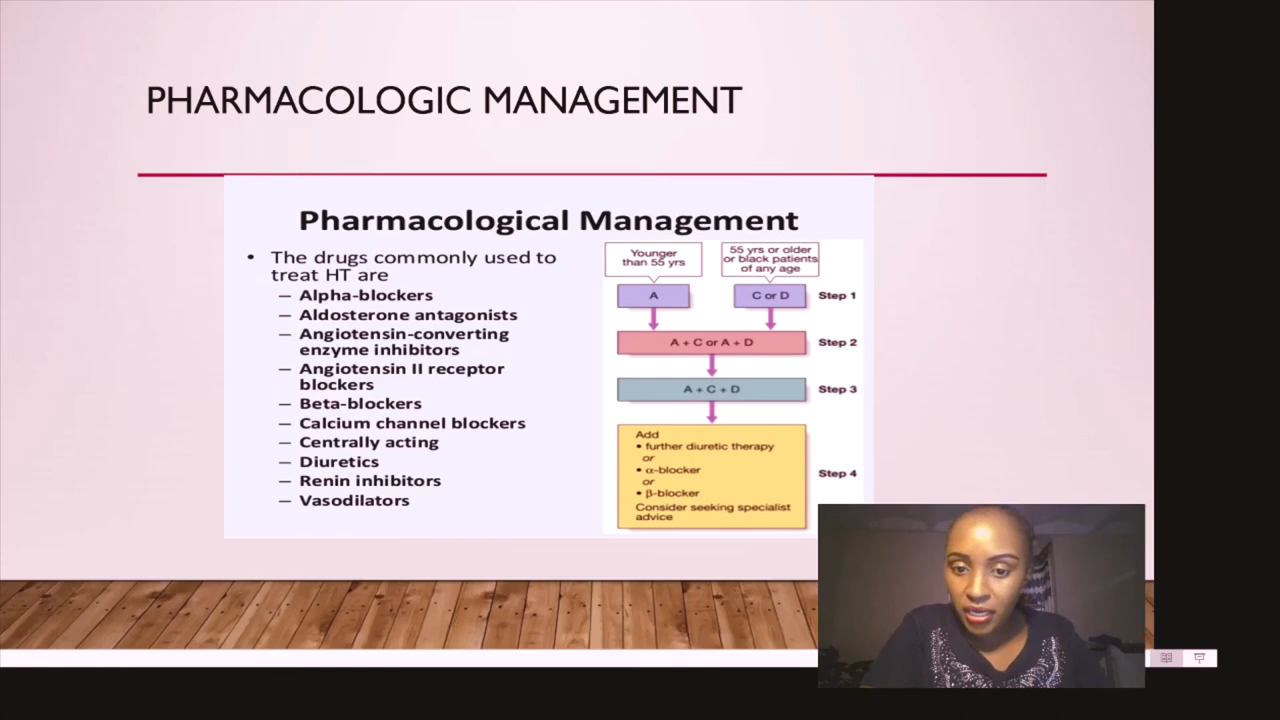 PHARMACOLOGIC MANAGEMENT
Pharmacological Management
• The drugs commonly used to
treat HT are
– Alpha-blockers
– Aldosterone antagonists
– Angiotensin-converting
enzyme inhibitors
– Angiotensin II receptor
blockers
– Beta-blockers
– Calcium channel blockers
– Centrally acting
– Diuretics
– Renin inhibitors
– Vasodilators
Younger
than 55 yrs
55 yrs or older
or black patients
of any age
A
C or D
Step 1
A + C or A + D
Step 2
A + C + D
Step 3
Add
• further diuretic therapy
or
• α-blocker
or
• β-blocker
Consider seeking specialist
advice
Step 4